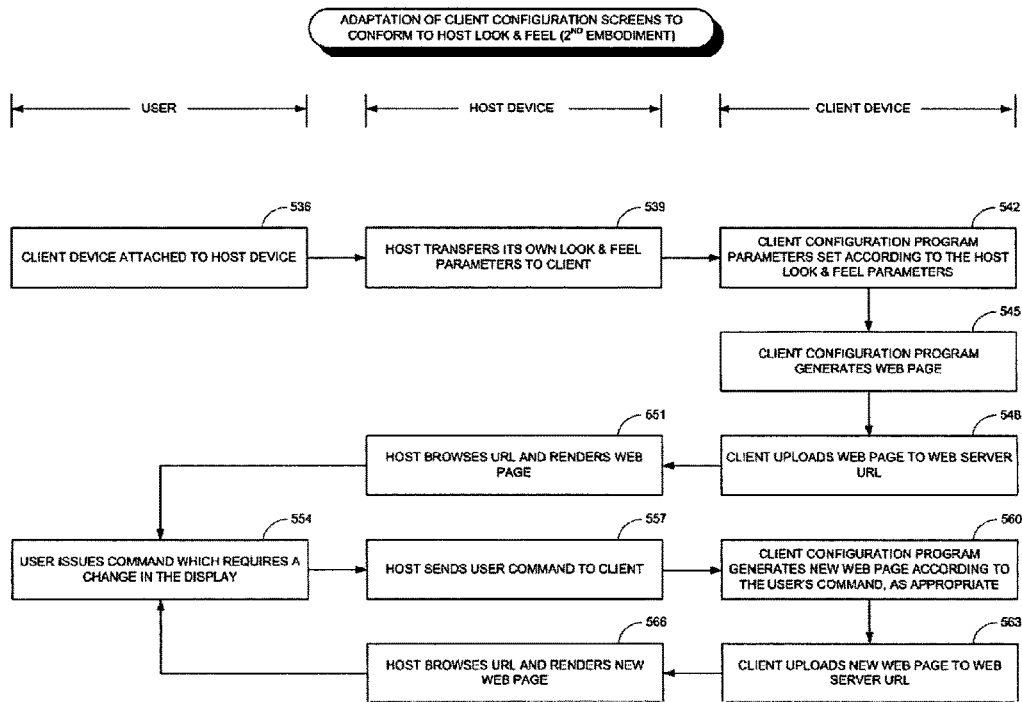 ADAPTATION OF CLIENT CONFIGURATION SCREENS TO
CONFORM TO HOST LOOK & FEEL (2ND EMBODIMENT)
USER
HOST DEVICE
CLIENT DEVICE
536
CLIENT DEVICE ATTACHED TO HOST DEVICE
539
HOST TRANSFERS ITS OWN LOOK & FEEL
PARAMETERS TO CLIENT
542
CLIENT CONFIGURATION PROGRAM
PARAMETERS SET ACCORDING TO THE HOST
LOOK & FEEL PARAMETERS
545
CLIENT CONFIGURATION PROGRAM
GENERATES WEB PAGE
548
CLIENT UPLOADS WEB PAGE TO WEB SERVER
URL
551
HOST BROWSES URL AND RENDERS WEB
PAGE
554
USER ISSUES COMMAND WHICH REQUIRES A
CHANGE IN THE DISPLAY
557
HOST SENDS USER COMMAND TO CLIENT
560
CLIENT CONFIGURATION PROGRAM
GENERATES NEW WEB PAGE ACCORDING TO
THE USER'S COMMAND, AS APPROPRIATE
563
CLIENT UPLOADS NEW WEB PAGE TO WEB
SERVER URL
566
HOST BROWSES URL AND RENDERS NEW
WEB PAGE